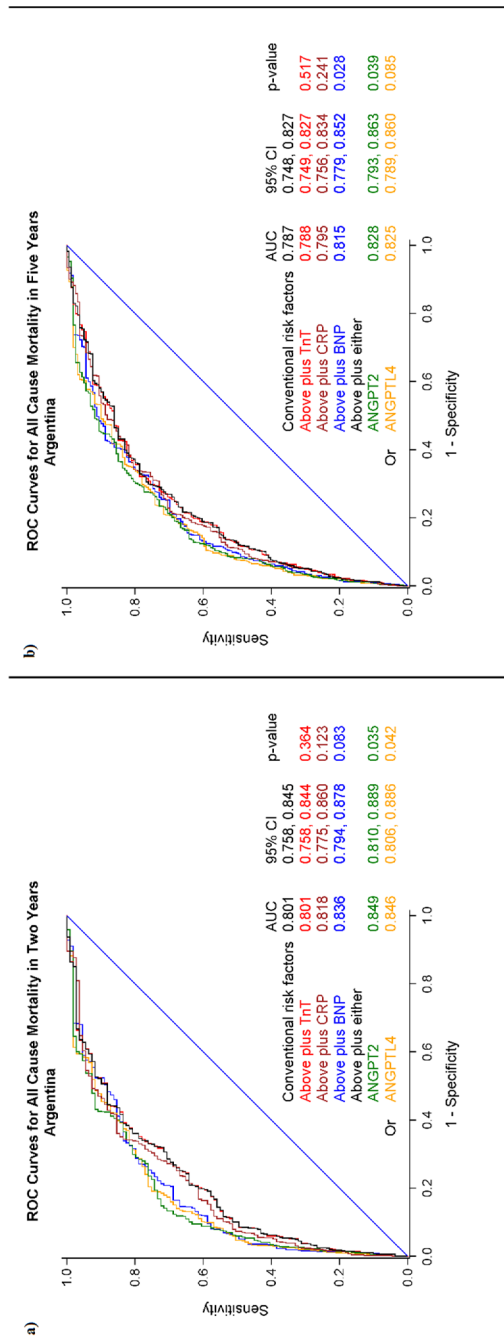 a)
ROC Curves for All Cause Mortality in Two Years
Argentina
Sensitivity
1.0
0.8
0.6
0.4
0.2
0.0
AUC 95% CI p-value
Conventional risk factors 0.801 0.758, 0.845
Above plus TnT 0.801 0.758, 0.844 0.364
Above plus CRP 0.818 0.775, 0.860 0.123
Above plus BNP 0.836 0.794, 0.878 0.083
Above plus either
ANGPT2 0.849 0.810, 0.889 0.035
Or ANGPTL4 0.846 0.806, 0.886 0.042
0.0 0.2 0.4 0.6 0.8 1.0
1 - Specificity
b)
ROC Curves for All Cause Mortality in Five Years
Argentina
Sensitivity
1.0
0.8
0.6
0.4
0.2
0.0
AUC 95% CI p-value
Conventional risk factors 0.787 0.748, 0.827
Above plus TnT 0.788 0.749, 0.827 0.517
Above plus CRP 0.795 0.756, 0.834 0.241
Above plus BNP 0.815 0.779, 0.852 0.028
Above plus either
ANGPT2 0.828 0.793, 0.863 0.039
Or ANGPTL4 0.825 0.789, 0.860 0.085
0.0 0.2 0.4 0.6 0.8 1.0
1 - Specificity